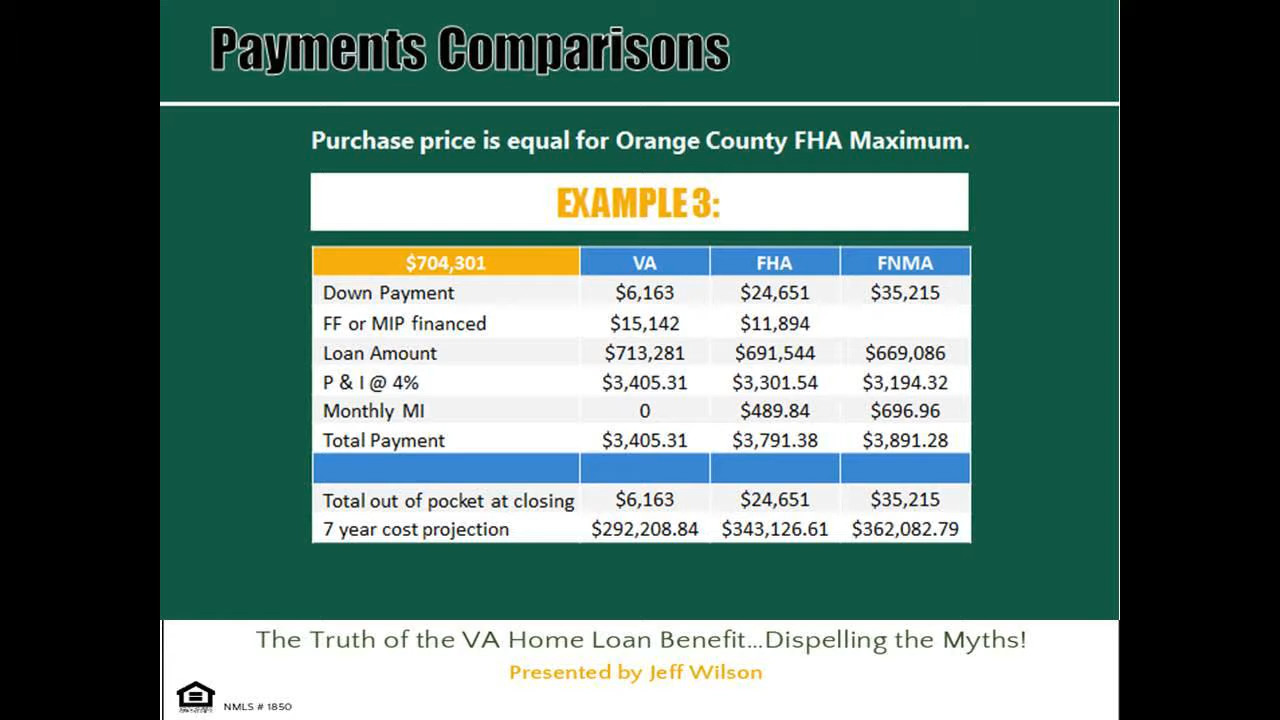 Payments Comparisons
Purchase price is equal for Orange County FHA Maximum.
EXAMPLE 3:
$704,301 VA FHA FNMA
Down Payment $6,163 $24,651 $35,215
FF or MIP financed $15,142 $11,894
Loan Amount $713,281 $691,544 $669,086
P & I @ 4% $3,405.31 $3,301.54 $3,194.32
Monthly MI 0 $489.84 $696.96
Total Payment $3,405.31 $3,791.38 $3,891.28
Total out of pocket at closing $6,163 $24,651 $35,215
7 year cost projection $292,208.84 $343,126.61 $362,082.79
The Truth of the VA Home Loan Benefit...Dispelling the Myths!
Presented by Jeff Wilson
NMLS # 1850